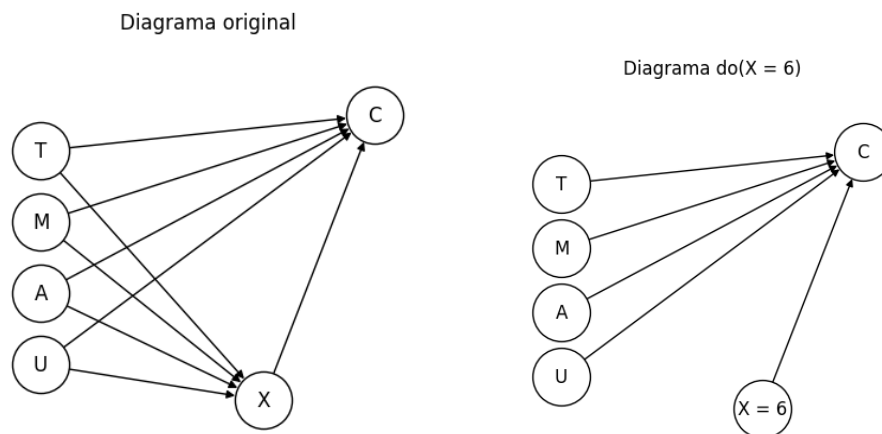 Diagrama original
C
T
M
A
U
X
Diagrama do(X = 6)
C
T
M
A
U
X = 6